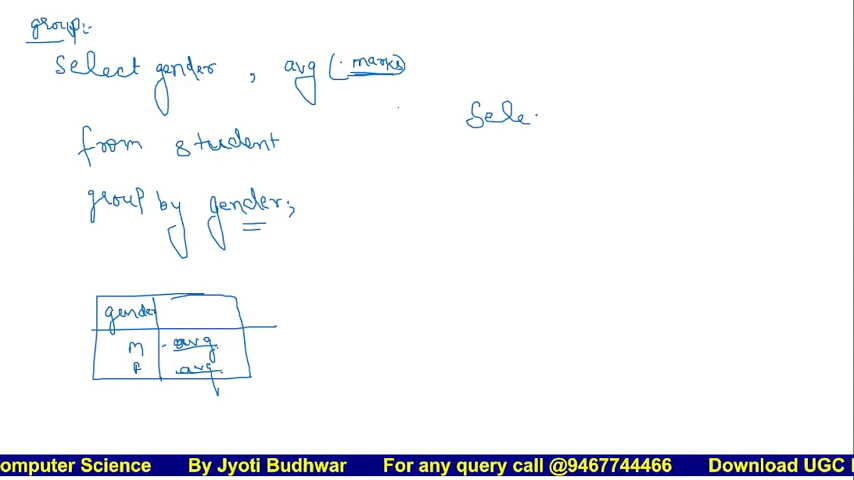 group:-
Select gender, avg (marks)
from student
group by gender;
Sele
gender
M avg
F avg
omputer Science By Jyoti Budhwar For any query call @9467744466 Download UGC